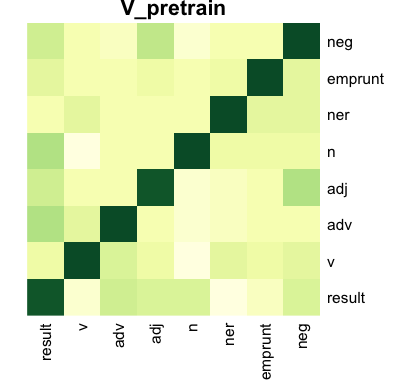 V_pretrain
neg
emprunt
ner
n
adj
adv
v
result
result
v
adv
adj
n
ner
emprunt
neg